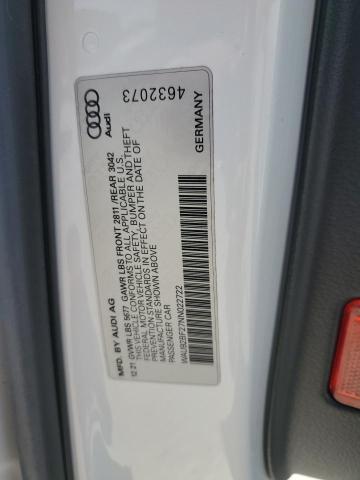 Audi
4632073
GERMANY
MFD. BY AUDI AG
12.21 GVWR LBS 5677 GAWR LBS FRONT 2811 /REAR 3042
THIS VEHICLE CONFORMS TO ALL APPLICABLE U.S.
FEDERAL MOTOR VEHICLE SAFETY, BUMPER AND THEFT
PREVENTION STANDARDS IN EFFECT ON THE DATE OF
MANUFACTURE SHOWN ABOVE
PASSENGER CAR
WAU92BF27NN022722